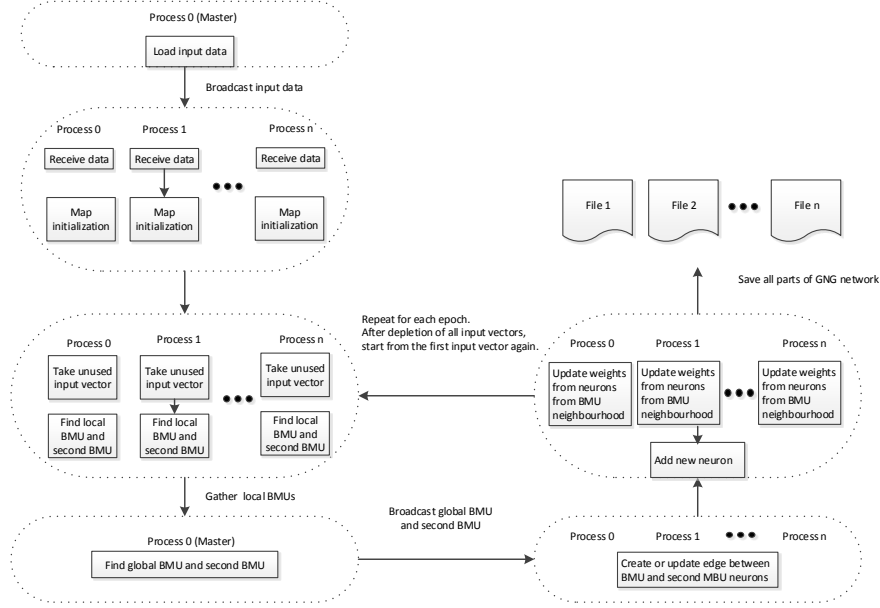 Process 0 (Master)
Load input data
Broadcast input data
Process 0
Process 1
Process n
Receive data
Receive data
Receive data
Map
initialization
Map
initialization
Map
initialization
Repeat for each epoch.
After depletion of all input vectors,
start from the first input vector again.
Process 0
Process 1
Process n
Take unused
input vector
Take unused
input vector
Take unused
input vector
Find local
BMU and
second BMU
Find local
BMU and
second BMU
Find local
BMU and
second BMU
Gather local BMUs
Process 0 (Master)
Find global BMU and second BMU
Broadcast global BMU
and second BMU
Process 0
Process 1
Process n
Create or update edge between
BMU and second MBU neurons
Add new neuron
Process 0
Process 1
Process n
Update weights
from neurons
from BMU
neighbourhood
Update weights
from neurons
from BMU
neighbourhood
Update weights
from neurons
from BMU
neighbourhood
Save all parts of GNG network
File 1
File 2
File n